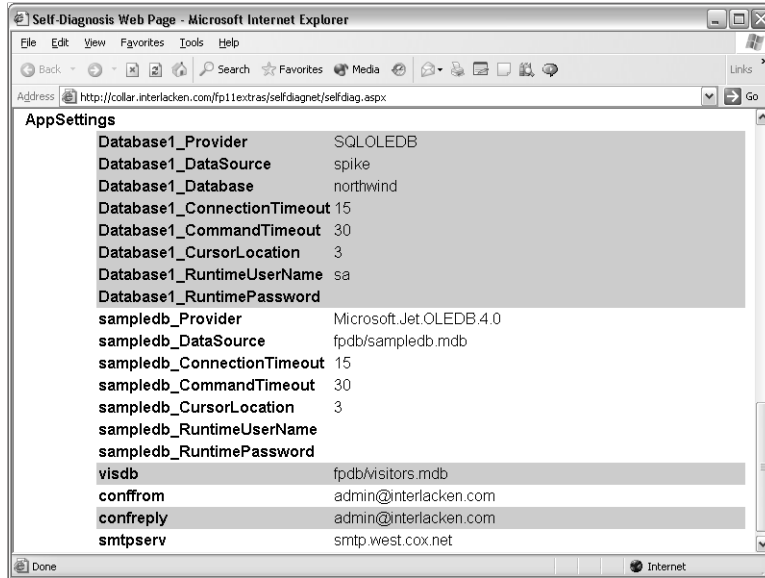 Self-Diagnosis Web Page - Microsoft Internet Explorer
File Edit View Favorites Tools Help
Back Search Favorites Media Links »
Address http://collar.interlacken.com/fp11extras/selfdiagnet/selfdiag.aspx Go
AppSettings
Database1_Provider SQLOLEDB
Database1_DataSource spike
Database1_Database northwind
Database1_ConnectionTimeout 15
Database1_CommandTimeout 30
Database1_CursorLocation 3
Database1_RuntimeUserName sa
Database1_RuntimePassword
sampledb_Provider Microsoft.Jet.OLEDB.4.0
sampledb_DataSource fpdb/sampledb.mdb
sampledb_ConnectionTimeout 15
sampledb_CommandTimeout 30
sampledb_CursorLocation 3
sampledb_RuntimeUserName
sampledb_RuntimePassword
visdb fpdb/visitors.mdb
conffrom admin@interlacken.com
confreply admin@interlacken.com
smtpserv smtp.west.cox.net
Done Internet